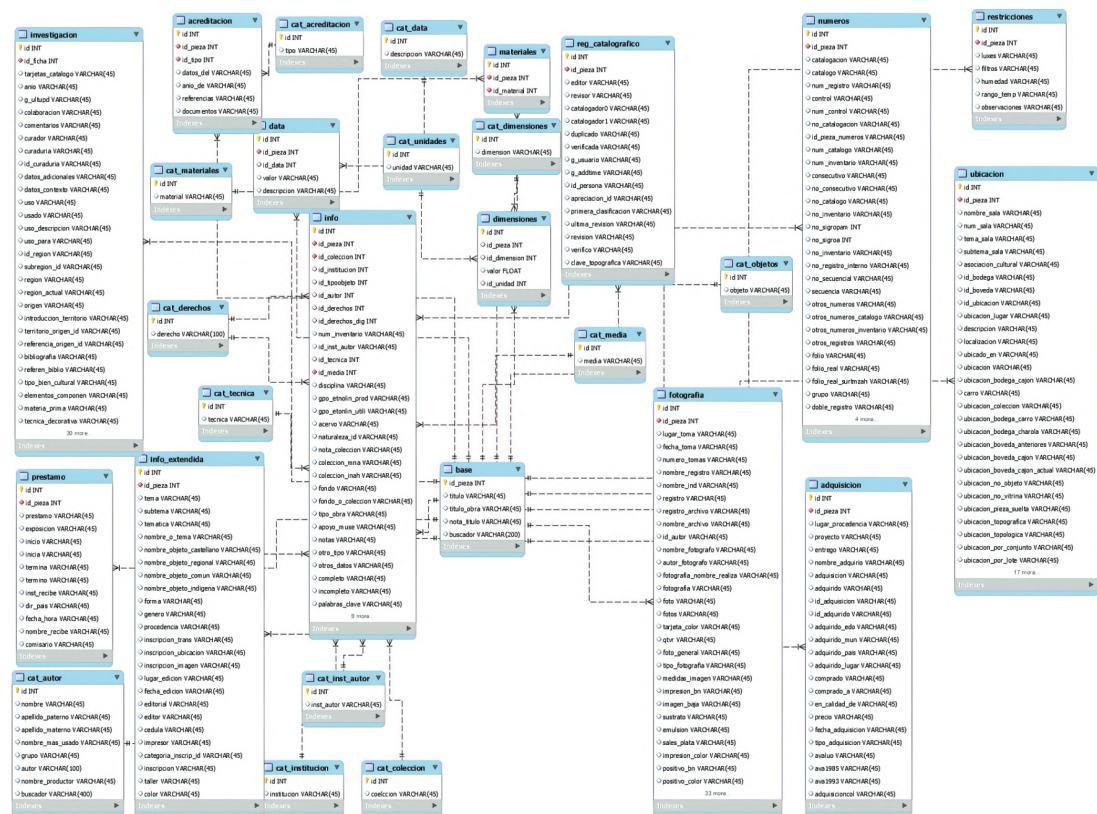 investigacion
id INT
id_ficha INT
tarjetas_catalogo VARCHAR(45)
anio VARCHAR(45)
g_ultupd VARCHAR(45)
colaboracion VARCHAR(45)
comentarios VARCHAR(45)
curador VARCHAR(45)
curaduria VARCHAR(45)
id_curaduria VARCHAR(45)
datos_adicionales VARCHAR(45)
datos_contexto VARCHAR(45)
uso VARCHAR(45)
usado VARCHAR(45)
uso_descripcion VARCHAR(45)
uso_para VARCHAR(45)
id_region VARCHAR(45)
subregion_id VARCHAR(45)
region VARCHAR(45)
region_actual VARCHAR(45)
origen VARCHAR(45)
introduccion_territorio VARCHAR(45)
territorio_origen_id VARCHAR(45)
referencia_origen_id VARCHAR(45)
bibliografia VARCHAR(45)
referen_biblio VARCHAR(45)
tipo_bien_cultural VARCHAR(45)
elementos_componen VARCHAR(45)
materia_prima VARCHAR(45)
tecnica_decorativa VARCHAR(45)
30 more...
Indexes
acreditacion
id INT
id_pieza INT
id_tipo INT
datos_del VARCHAR(45)
anio_de VARCHAR(45)
referencias VARCHAR(45)
documentos VARCHAR(45)
Indexes
cat_acreditacion
id INT
tipo VARCHAR(45)
Indexes
cat_data
id INT
descripcion VARCHAR(45)
Indexes
materiales
id INT
id_pieza INT
id_material INT
Indexes
reg_catalografico
id INT
id_pieza INT
editor VARCHAR(45)
revisor VARCHAR(45)
catalogador0 VARCHAR(45)
catalogador1 VARCHAR(45)
duplicado VARCHAR(45)
verificada VARCHAR(45)
g_usuario VARCHAR(45)
g_addtime VARCHAR(45)
id_persona VARCHAR(45)
apreciacion_id VARCHAR(45)
primera_clasificacion VARCHAR(45)
ultima_revision VARCHAR(45)
revision VARCHAR(45)
verifico VARCHAR(45)
clave_topografica VARCHAR(45)
Indexes
numeros
id INT
id_pieza INT
catalagacion VARCHAR(45)
catalogo VARCHAR(45)
num_registro VARCHAR(45)
control VARCHAR(45)
num_control VARCHAR(45)
no_catalogacion VARCHAR(45)
id_pieza_numeros VARCHAR(45)
num_catalogo VARCHAR(45)
num_inventario VARCHAR(45)
consecutivo VARCHAR(45)
no_consecutivo VARCHAR(45)
no_catalogo VARCHAR(45)
no_inventario VARCHAR(45)
no_sigropam INT
no_sigroa INT
no_inventario VARCHAR(45)
no_registro_interno VARCHAR(45)
no_secuencial VARCHAR(45)
secuencia VARCHAR(45)
otros_numeros VARCHAR(45)
otros_numeros_catalogo VARCHAR(45)
otros_numeros_inventario VARCHAR(45)
otros_registros VARCHAR(45)
folio VARCHAR(45)
folio_real VARCHAR(45)
folio_real_surimzah VARCHAR(45)
grupo VARCHAR(45)
doble_registro VARCHAR(45)
4 more...
Indexes
restricciones
id INT
id_pieza INT
luxes VARCHAR(45)
filtros VARCHAR(45)
humedad VARCHAR(45)
rango_temp VARCHAR(45)
observaciones VARCHAR(45)
Indexes
data
id INT
id_pieza INT
id_data INT
valor VARCHAR(45)
descripcion VARCHAR(45)
Indexes
cat_unidades
id INT
unidad VARCHAR(45)
Indexes
cat_dimensiones
id INT
dimension VARCHAR(45)
Indexes
cat_materiales
id INT
material VARCHAR(45)
Indexes
ubicacion
id INT
id_pieza INT
nombre_sala VARCHAR(45)
num_sala VARCHAR(45)
tema_sala VARCHAR(45)
subtema_sala VARCHAR(45)
asociacion_cultural VARCHAR(45)
id_bodega VARCHAR(45)
id_boveda VARCHAR(45)
id_ubicacion VARCHAR(45)
ubicacion_lugar VARCHAR(45)
descripcion VARCHAR(45)
localizacion VARCHAR(45)
ubicado_en VARCHAR(45)
ubicacion_bodega_cajon VARCHAR(45)
carro VARCHAR(45)
ubicacion_coleccion VARCHAR(45)
ubicacion_bodega_carro VARCHAR(45)
ubicacion_bodega_charola VARCHAR(45)
ubicacion_boveda_anteriores VARCHAR(45)
ubicacion_boveda_cajon VARCHAR(45)
ubicacion_boveda_cajon_actual VARCHAR(45)
ubicacion_no_objeto VARCHAR(45)
ubicacion_no_vitrina VARCHAR(45)
ubicacion_pieza_suelta VARCHAR(45)
ubicacion_topografica VARCHAR(45)
ubicacion_topologica VARCHAR(45)
ubicacion_por_conjunto VARCHAR(45)
ubicacion_por_lote VARCHAR(45)
17 more...
Indexes
info
id INT
id_pieza INT
id_coleccion INT
id_institucion INT
id_tipoobjeto INT
id_autor INT
id_derechos INT
id_derechos_dig INT
num_inventario VARCHAR(45)
id_inst_autor VARCHAR(45)
id_tecnica INT
id_media INT
disciplina VARCHAR(45)
gpo_etnolin_prod VARCHAR(45)
gpo_etonlin_utili VARCHAR(45)
acervo VARCHAR(45)
naturaleza_id VARCHAR(45)
nota_coleccion VARCHAR(45)
coleccion_mna VARCHAR(45)
coleccion_inah VARCHAR(45)
fondo VARCHAR(45)
fondo_o_coleccion VARCHAR(45)
tipo_obra VARCHAR(45)
apoyo_muse VARCHAR(45)
notas VARCHAR(45)
otro_tipo VARCHAR(45)
otros_datos VARCHAR(45)
completo VARCHAR(45)
incompleto VARCHAR(45)
palabras_clave VARCHAR(45)
9 more...
Indexes
dimensiones
id INT
id_pieza INT
id_dimension INT
valor FLOAT
id_unidad INT
Indexes
cat_objetos
id INT
objeto VARCHAR(45)
Indexes
cat_derechos
id INT
derecho VARCHAR(100)
Indexes
cat_media
id INT
media VARCHAR(45)
Indexes
cat_tecnica
id INT
tecnica VARCHAR(45)
Indexes
fotografia
id INT
id_pieza INT
lugar_toma VARCHAR(45)
fecha_toma VARCHAR(45)
numero_tomas VARCHAR(45)
nombre_registro VARCHAR(45)
nombre_ind VARCHAR(45)
registro VARCHAR(45)
registro_archivo VARCHAR(45)
nombre_archivo VARCHAR(45)
id_autor VARCHAR(45)
nombre_fotografo VARCHAR(45)
autor_fotografo VARCHAR(45)
fotografia_nombre_realiza VARCHAR(45)
fotografia VARCHAR(45)
foto VARCHAR(45)
fotos VARCHAR(45)
tarjeta_color VARCHAR(45)
qtvr VARCHAR(45)
foto_general VARCHAR(45)
tipo_fotografia VARCHAR(45)
medidas_imagen VARCHAR(45)
impresion_bn VARCHAR(45)
imagen_baja VARCHAR(45)
sustrato VARCHAR(45)
emulsion VARCHAR(45)
sales_plata VARCHAR(45)
impresion_color VARCHAR(45)
positivo_bn VARCHAR(45)
positivo_color VARCHAR(45)
33 more...
Indexes
prestamo
id INT
id_pieza INT
prestamo VARCHAR(45)
exposicion VARCHAR(45)
inicio VARCHAR(45)
inicia VARCHAR(45)
termina VARCHAR(45)
termino VARCHAR(45)
inst_recibe VARCHAR(45)
dir_pais VARCHAR(45)
fecha_hora VARCHAR(45)
nombre_recibe VARCHAR(45)
comisario VARCHAR(45)
Indexes
info_extendida
id INT
id_pieza INT
tema VARCHAR(45)
subtema VARCHAR(45)
tematica VARCHAR(45)
nombre_o_tema VARCHAR(45)
nombre_objeto_castellano VARCHAR(45)
nombre_objeto_regional VARCHAR(45)
nombre_objeto_comun VARCHAR(45)
nombre_objeto_indigena VARCHAR(45)
forma VARCHAR(45)
genero VARCHAR(45)
procedencia VARCHAR(45)
inscripcion_trans VARCHAR(45)
inscripcion_ubicacion VARCHAR(45)
inscripcion_imagen VARCHAR(45)
lugar_edicion VARCHAR(45)
fecha_edicion VARCHAR(45)
editorial VARCHAR(45)
editor VARCHAR(45)
cedula VARCHAR(45)
impresor VARCHAR(45)
categoria_inscrip_id VARCHAR(45)
inscripcion VARCHAR(45)
taller VARCHAR(45)
color VARCHAR(45)
Indexes
base
id_pieza INT
titulo VARCHAR(45)
titulo_obra VARCHAR(45)
nota_titulo VARCHAR(45)
buscador VARCHAR(200)
Indexes
adquisicion
id INT
id_pieza INT
lugar_procedencia VARCHAR(45)
proyecto VARCHAR(45)
entrego VARCHAR(45)
nombre_adquirio VARCHAR(45)
adquisicion VARCHAR(45)
adquirido VARCHAR(45)
id_adquisicion VARCHAR(45)
id_adquirido VARCHAR(45)
adquirido_edo VARCHAR(45)
adquirido_mun VARCHAR(45)
adquirido_pais VARCHAR(45)
adquirido_lugar VARCHAR(45)
comprado VARCHAR(45)
comprado_a VARCHAR(45)
en_calidad_de VARCHAR(45)
precio VARCHAR(45)
fecha_adquisicion VARCHAR(45)
tipo_adquisicion VARCHAR(45)
avaluo VARCHAR(45)
ava1985 VARCHAR(45)
ava1993 VARCHAR(45)
adquisicioncol VARCHAR(45)
Indexes
cat_autor
id INT
nombre VARCHAR(45)
apellido_paterno VARCHAR(45)
apellido_materno VARCHAR(45)
nombre_mas_usado VARCHAR(45)
grupo VARCHAR(45)
autor VARCHAR(100)
nombre_productor VARCHAR(45)
buscador VARCHAR(400)
Indexes
cat_inst_autor
id INT
inst_autor VARCHAR(45)
Indexes
cat_institucion
id INT
institucion VARCHAR(45)
Indexes
cat_coleccion
id INT
coelccion VARCHAR(45)
Indexes